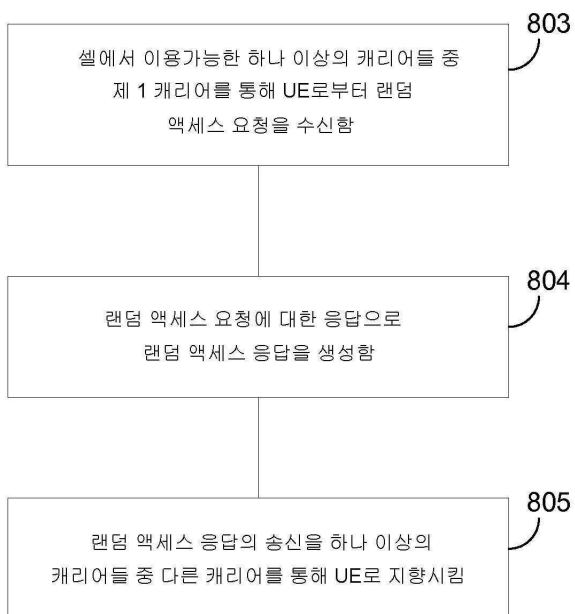 803
셀에서 이용가능한 하나 이상의 캐리어들 중
제 1 캐리어를 통해 UE로부터 랜덤
액세스 요청을 수신함
804
랜덤 액세스 요청에 대한 응답으로
랜덤 액세스 응답을 생성함
805
랜덤 액세스 응답의 송신을 하나 이상의
캐리어들 중 다른 캐리어를 통해 UE로 지향시킴